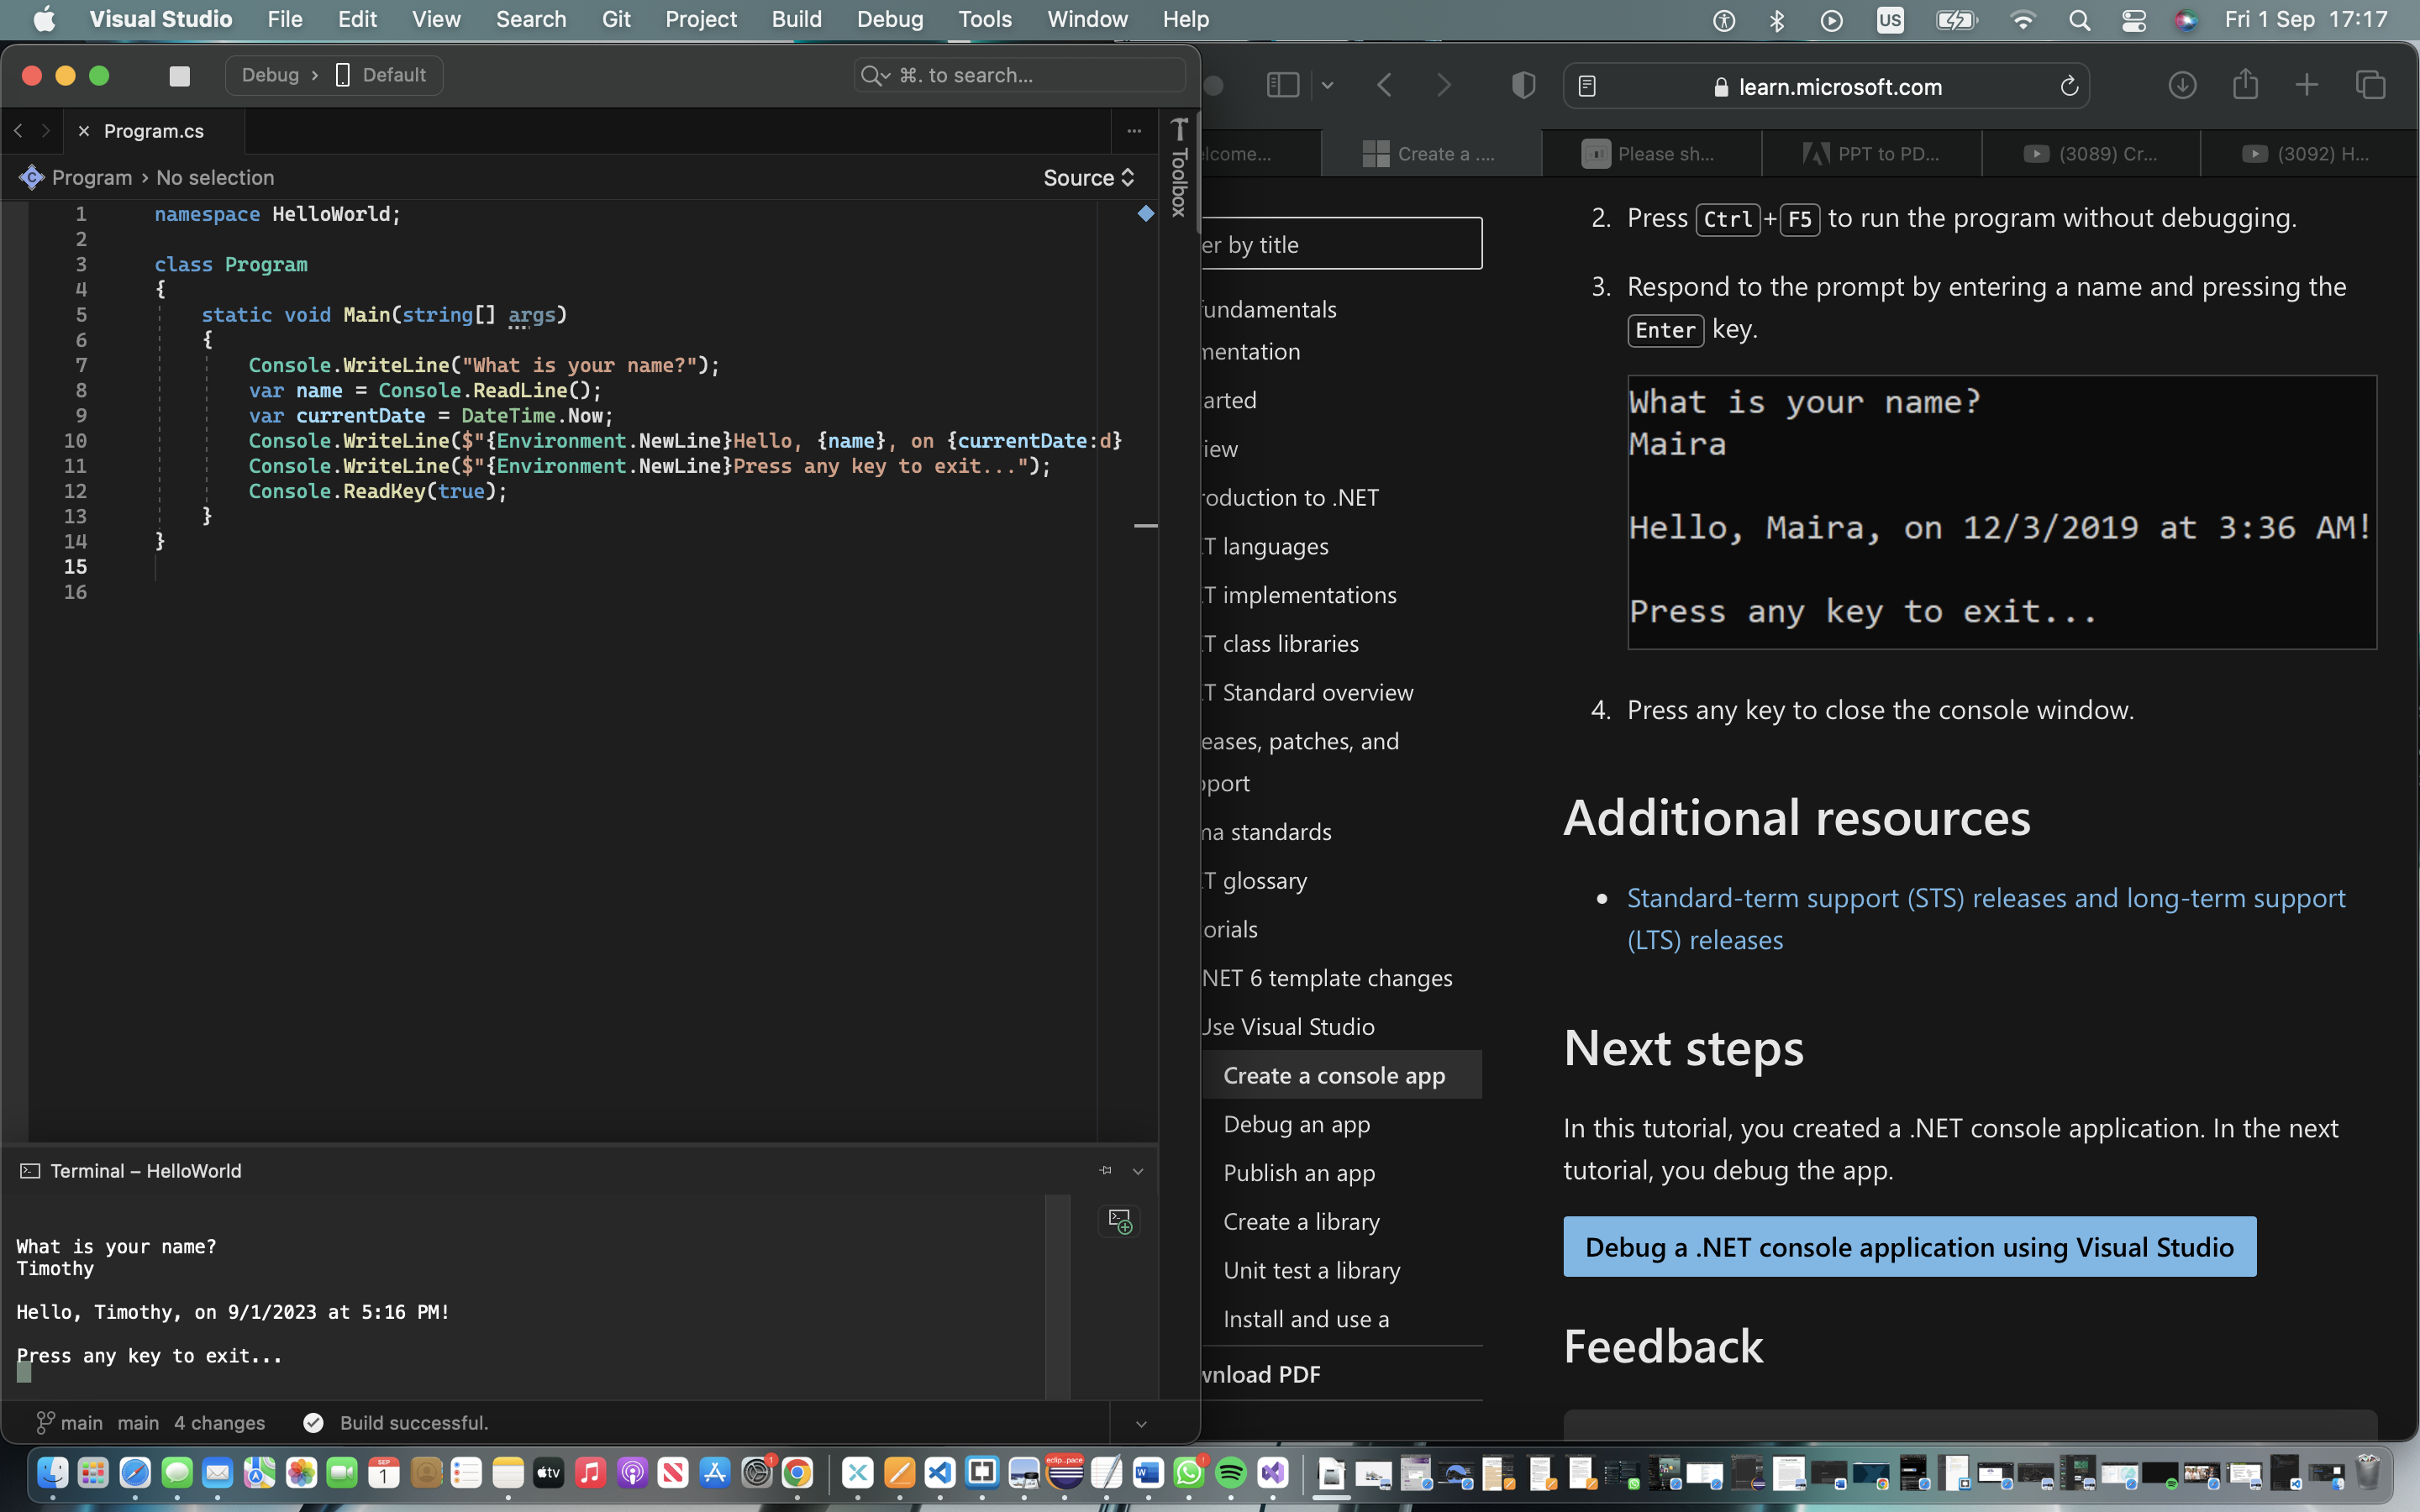 Visual Studio File Edit View Search Git Project Build Debug Tools Window Help
US Fri 1 Sep 17:17
Debug › Default
⌘. to search...
Program.cs
Program › No selection
Source
Toolbox
1 namespace HelloWorld;
2
3 class Program
4 {
5 static void Main(string[] args)
6 {
7 Console.WriteLine("What is your name?");
8 var name = Console.ReadLine();
9 var currentDate = DateTime.Now;
10 Console.WriteLine($"{Environment.NewLine}Hello, {name}, on {currentDate:d}
11 Console.WriteLine($"{Environment.NewLine}Press any key to exit...");
12 Console.ReadKey(true);
13 }
14 }
15
16
Terminal – HelloWorld
What is your name?
Timothy
Hello, Timothy, on 9/1/2023 at 5:16 PM!
Press any key to exit...
main main 4 changes Build successful.
learn.microsoft.com
lcome...
Create a ....
Please sh...
PPT to PD...
(3089) Cr...
(3092) H...
er by title
fundamentals
mentation
arted
iew
roduction to .NET
T languages
T implementations
T class libraries
T Standard overview
eases, patches, and
port
ma standards
T glossary
orials
NET 6 template changes
Use Visual Studio
Create a console app
Debug an app
Publish an app
Create a library
Unit test a library
Install and use a
wnload PDF
2. Press Ctrl+F5 to run the program without debugging.
3. Respond to the prompt by entering a name and pressing the
Enter key.
What is your name?
Maira
Hello, Maira, on 12/3/2019 at 3:36 AM!
Press any key to exit...
4. Press any key to close the console window.
Additional resources
• Standard-term support (STS) releases and long-term support
(LTS) releases
Next steps
In this tutorial, you created a .NET console application. In the next
tutorial, you debug the app.
Debug a .NET console application using Visual Studio
Feedback
SEP
1
tv
1
eclip...pace
1